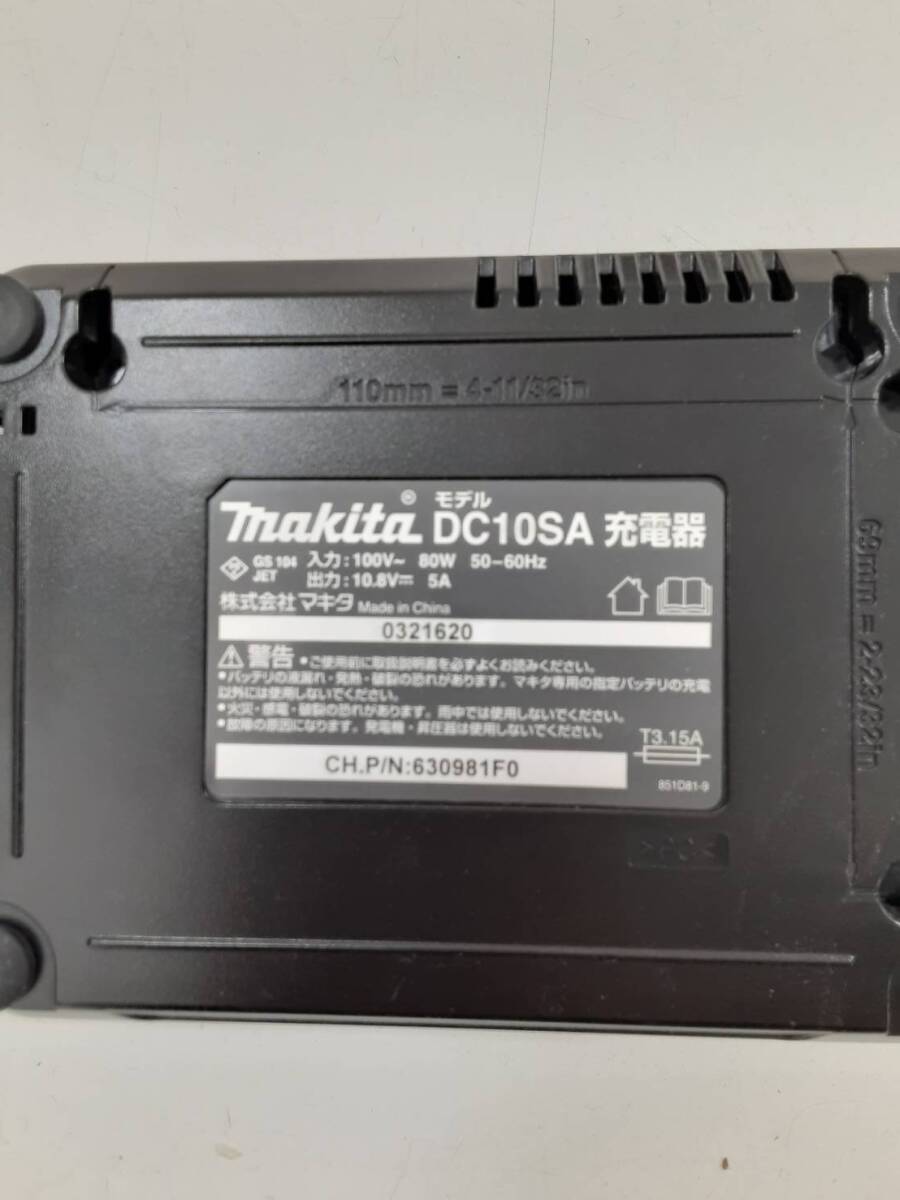 110mm = 4-11/32in
makita® モデル DC10SA 充電器
GS 104 入力:100V~ 80W 50-60Hz
JET 出力:10.8V⎓ 5A
株式会社マキタ Made in China
0321620
⚠警告 •ご使用前に取扱説明書を必ずよくお読みください。
•バッテリの液漏れ・発熱・破裂の恐れがあります。マキタ専用の指定バッテリの充電
以外には使用しないでください。
•火災・感電・破裂の恐れがあります。雨中では使用しないでください。
•故障の原因になります。発電機・昇圧器は使用しないでください。
T3.15A
CH.P/N:630981F0
851D81-9
>PC<
69mm = 2-23/32in